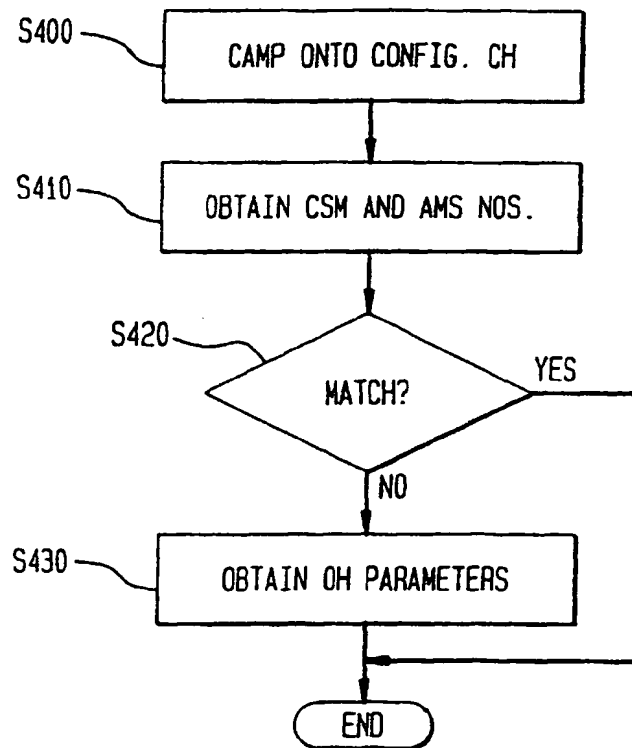 S400
CAMP ONTO CONFIG. CH
S410
OBTAIN CSM AND AMS NOS.
S420
MATCH?
YES
NO
S430
OBTAIN OH PARAMETERS
END